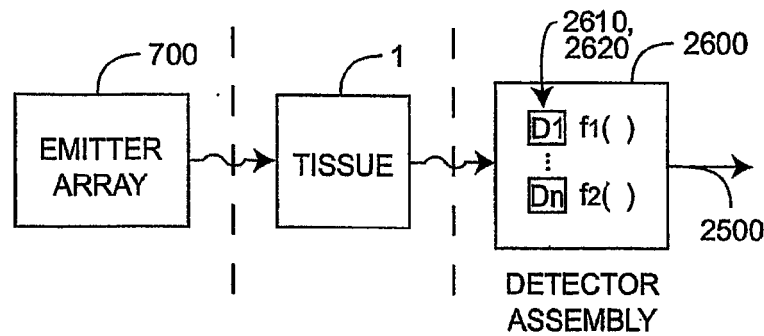 700
1
2610,
2620
2600
EMITTER
ARRAY
TISSUE
D1 f1( )
⋮
Dn f2( )
2500
DETECTOR
ASSEMBLY